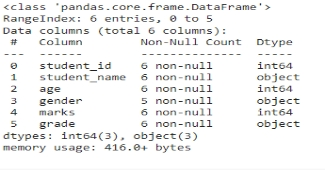 <class 'pandas.core.frame.DataFrame'>
RangeIndex: 6 entries, 0 to 5
Data columns (total 6 columns):
 #   Column        Non-Null Count  Dtype
---  ------        --------------  -----
 0   student_id    6 non-null      int64
 1   student_name  6 non-null      object
 2   age           6 non-null      int64
 3   gender        5 non-null      object
 4   marks         6 non-null      int64
 5   grade         6 non-null      object
dtypes: int64(3), object(3)
memory usage: 416.0+ bytes